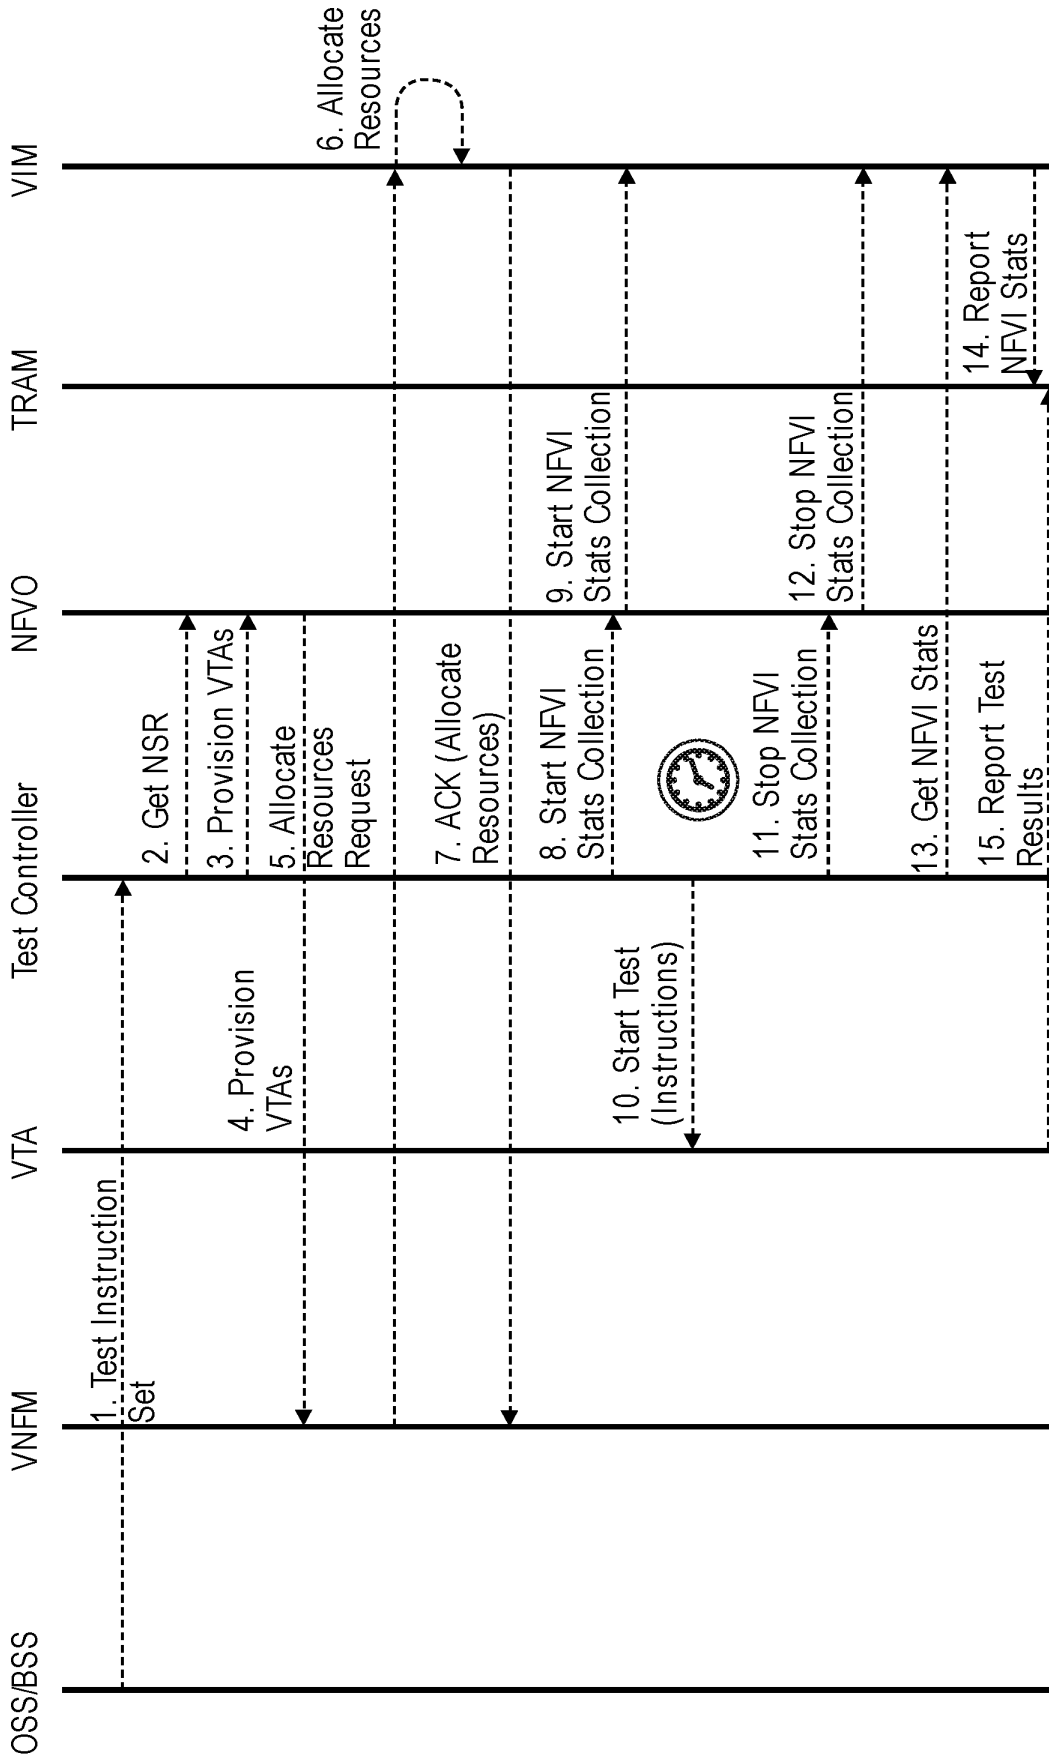 OSS/BSS
VNFM
VTA
Test Controller
NFVO
TRAM
VIM
1. Test Instruction
Set
2. Get NSR
3. Provision VTAs
4. Provision
VTAs
5. Allocate
Resources
Request
6. Allocate
Resources
7. ACK (Allocate
Resources)
8. Start NFVI
Stats Collection
9. Start NFVI
Stats Collection
10. Start Test
(Instructions)
11. Stop NFVI
Stats Collection
12. Stop NFVI
Stats Collection
13. Get NFVI Stats
14. Report
NFVI Stats
15. Report Test
Results